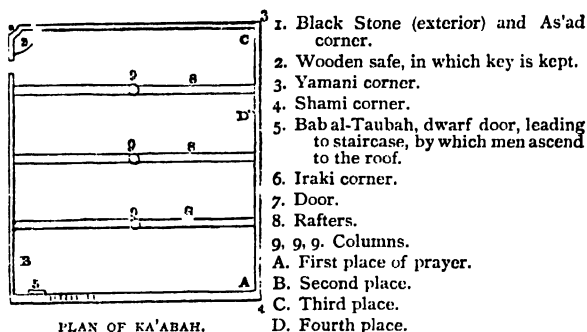 3
2
C
9 8
D
9 8
9 8
B
5
A
4
PLAN OF KA'ABAH.
1. Black Stone (exterior) and As'ad
corner.
2. Wooden safe, in which key is kept.
3. Yamani corner.
4. Shami corner.
5. Bab al-Taubah, dwarf door, leading
to staircase, by which men ascend
to the roof.
6. Iraki corner.
7. Door.
8. Rafters.
9, 9, 9. Columns.
A. First place of prayer.
B. Second place.
C. Third place.
D. Fourth place.